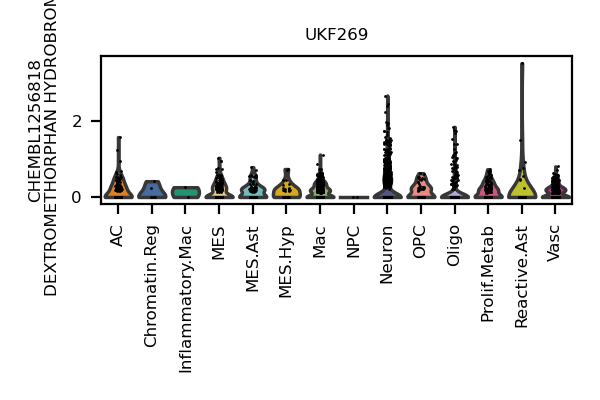 UKF269
CHEMBL1256818
DEXTROMETHORPHAN HYDROBROM
2
0
AC
Chromatin.Reg
Inflammatory.Mac
MES
MES.Ast
MES.Hyp
Mac
NPC
Neuron
OPC
Oligo
Prolif.Metab
Reactive.Ast
Vasc